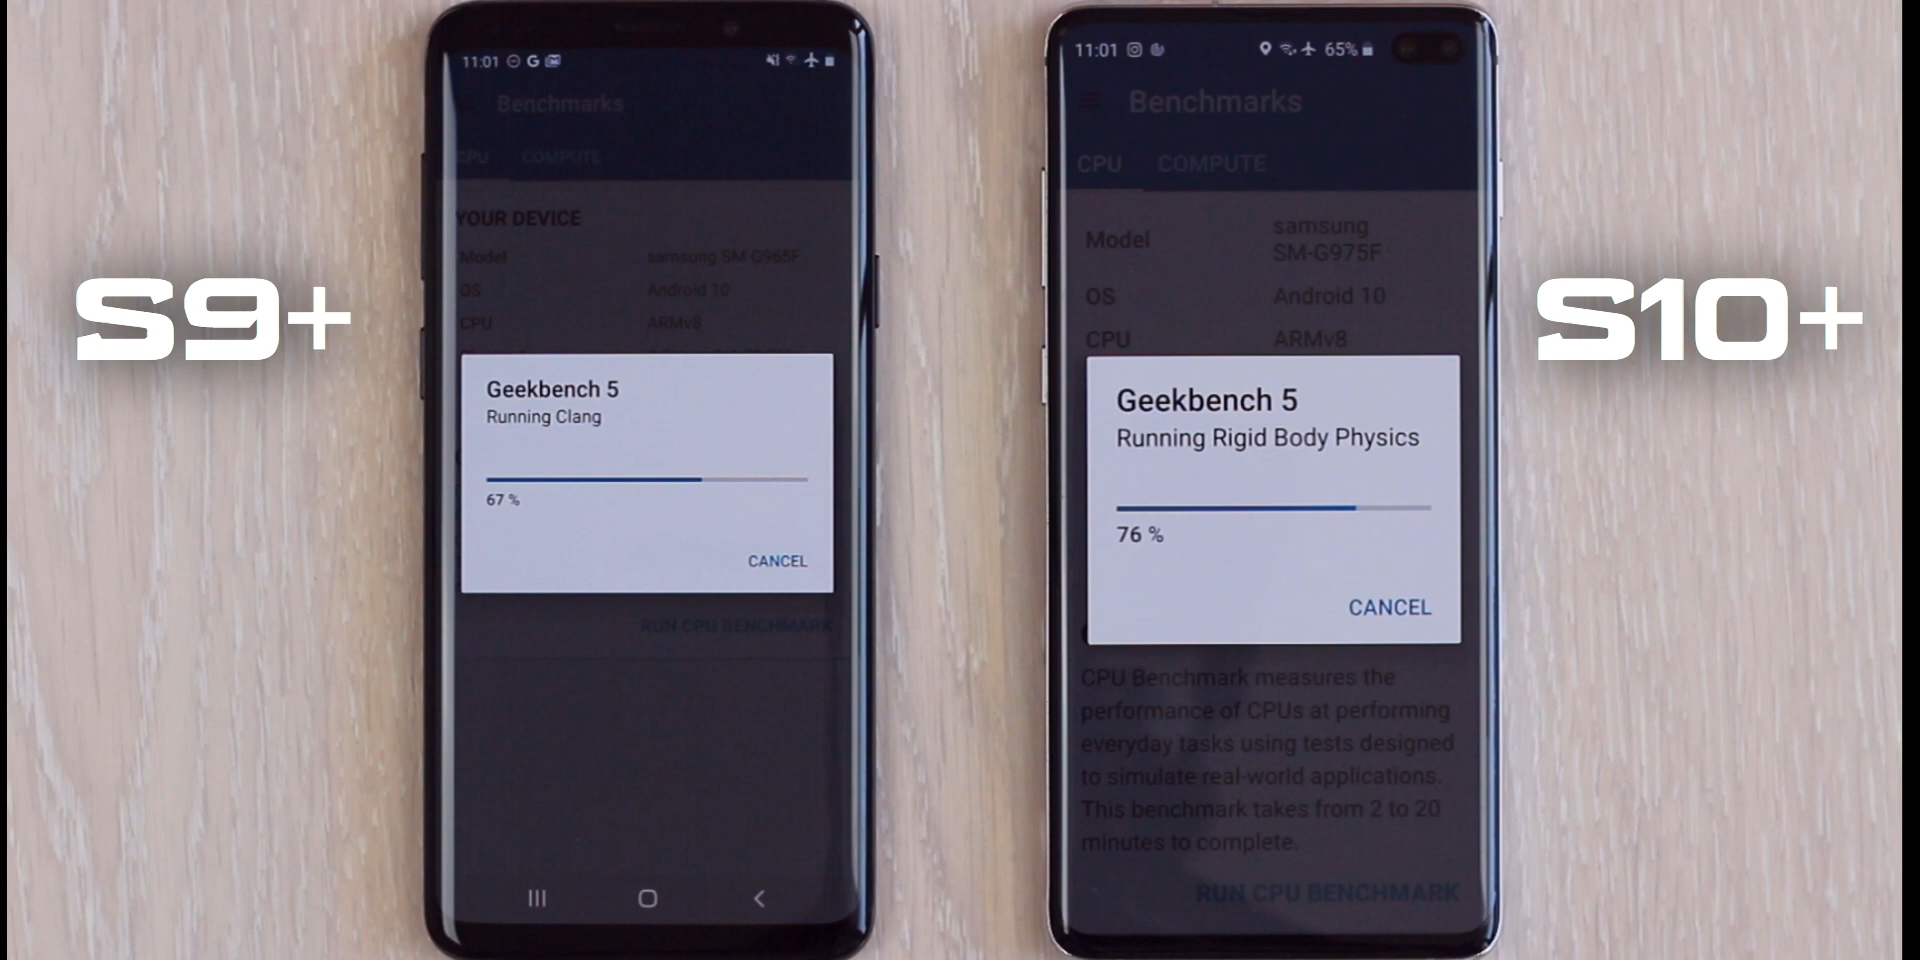 S9+
11:01
Benchmarks
CPU COMPUTE
YOUR DEVICE
Model samsung SM-G965F
OS Android 10
CPU ARMv8
Geekbench 5
Running Clang
67 %
CANCEL
RUN CPU BENCHMARK
11:01 65%
Benchmarks
CPU COMPUTE
Model samsung
SM-G975F
OS Android 10
CPU ARMv8
Geekbench 5
Running Rigid Body Physics
76 %
CANCEL
CPU Benchmark measures the
performance of CPUs at performing
everyday tasks using tests designed
to simulate real-world applications.
This benchmark takes from 2 to 20
minutes to complete.
RUN CPU BENCHMARK
S10+